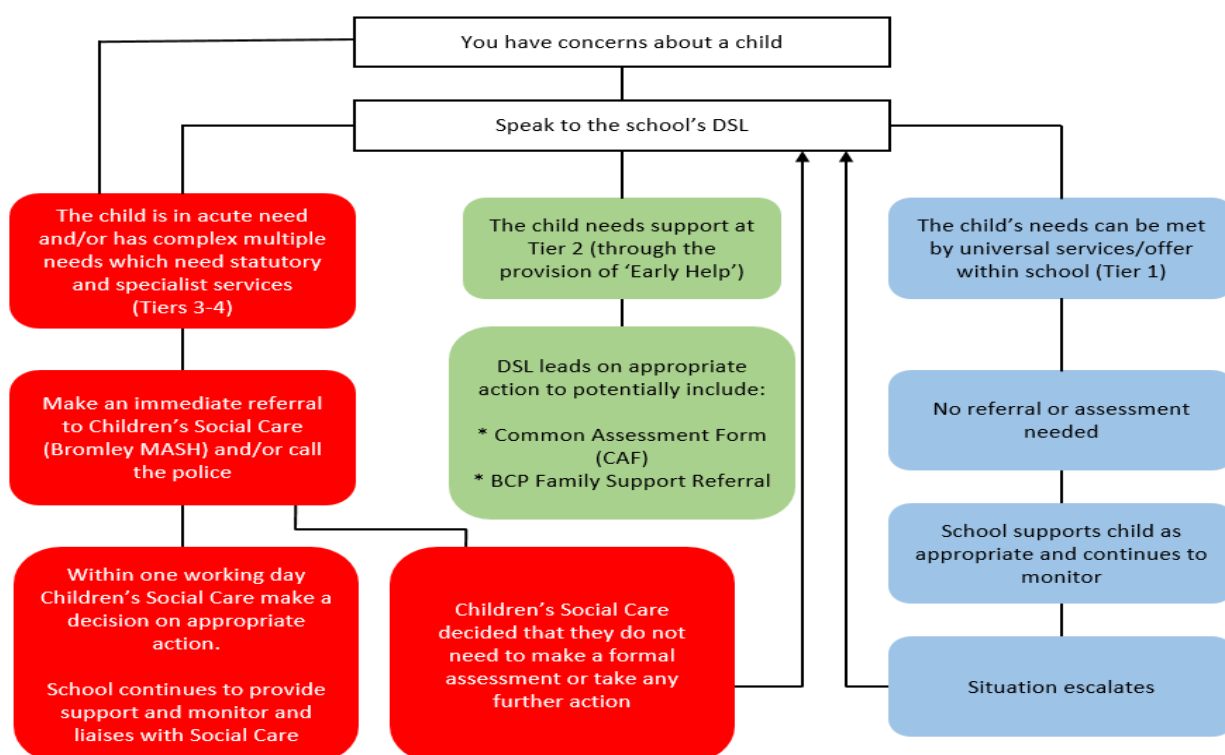 You have concerns about a child
Speak to the school’s DSL
The child is in acute need
and/or has complex multiple
needs which need statutory
and specialist services
(Tiers 3-4)
The child needs support at
Tier 2 (through the
provision of ‘Early Help’)
The child’s needs can be met
by universal services/offer
within school (Tier 1)
Make an immediate referral
to Children’s Social Care
(Bromley MASH) and/or call
the police
DSL leads on appropriate
action to potentially include:
* Common Assessment Form
(CAF)
* BCP Family Support Referral
No referral or assessment
needed
School supports child as
appropriate and continues to
monitor
Within one working day
Children’s Social Care make a
decision on appropriate
action.
School continues to provide
support and monitor and
liaises with Social Care
Children’s Social Care
decided that they do not
need to make a formal
assessment or take any
further action
Situation escalates